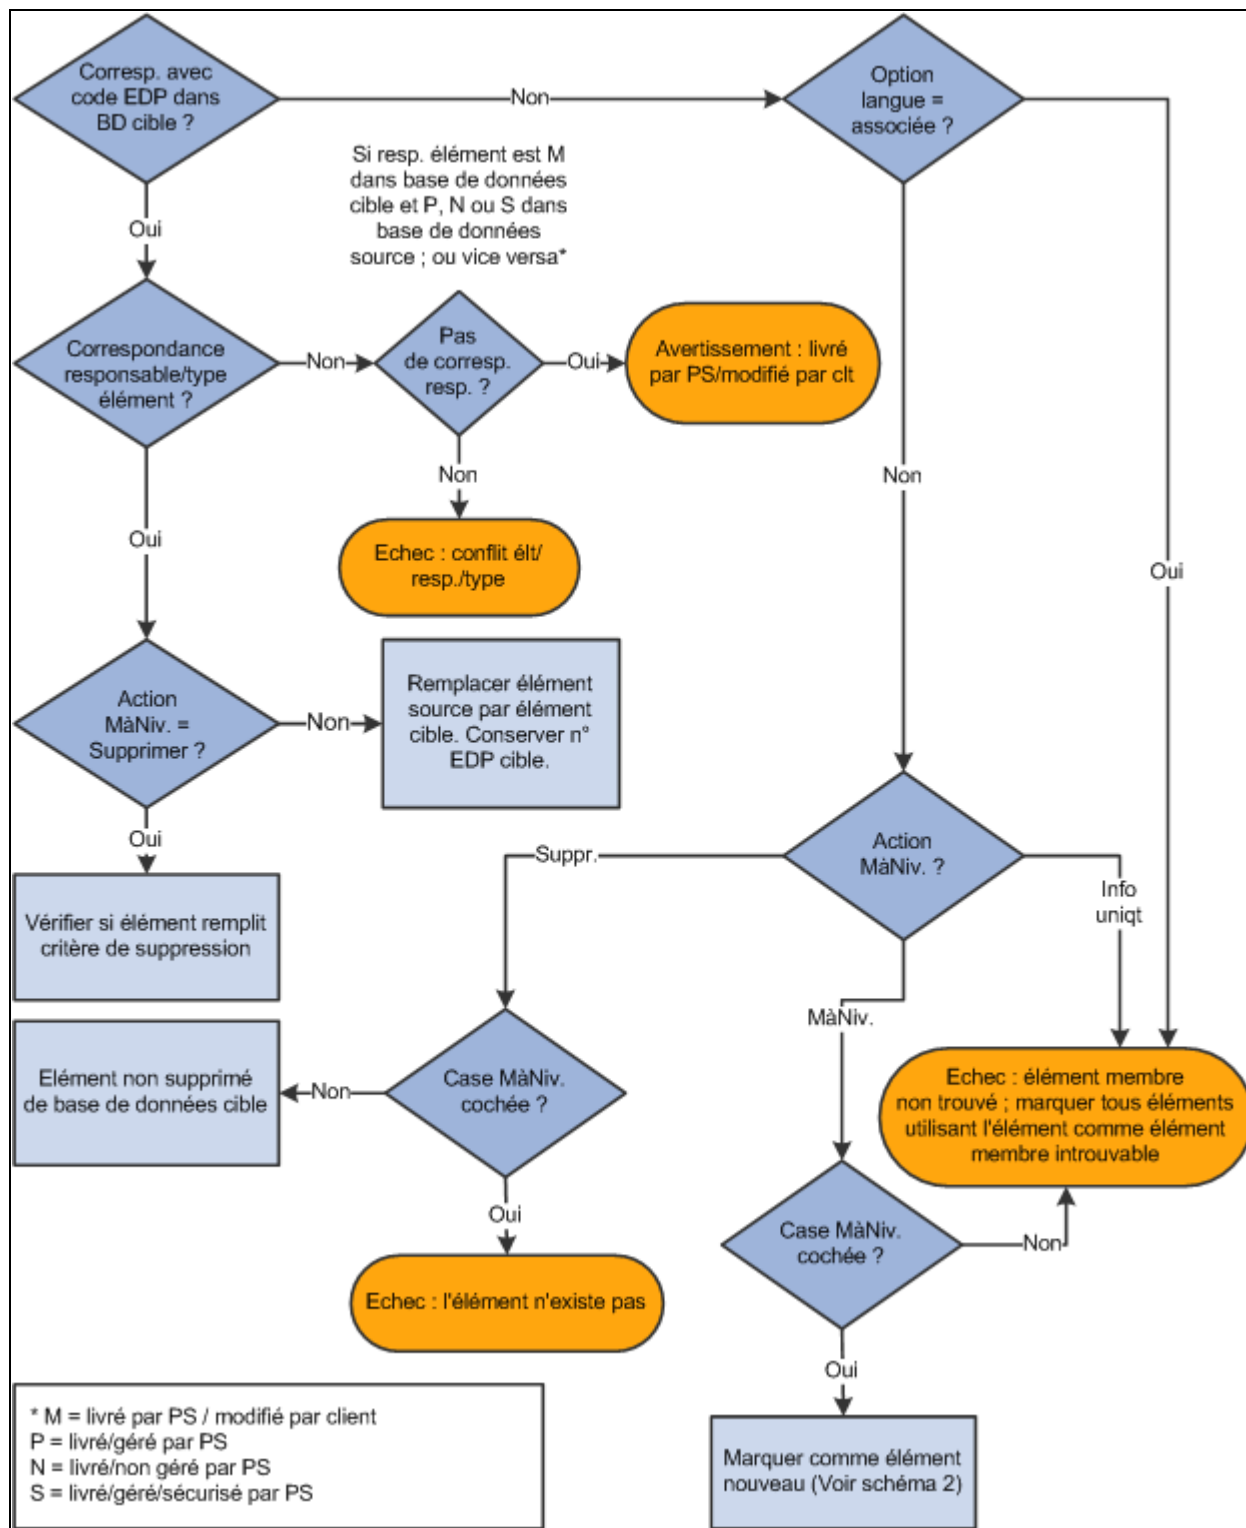 Corresp. avec
code EDP dans
BD cible ?
Non
Option
langue =
associée ?
Si resp. élément est M
dans base de données
cible et P, N ou S dans
base de données
source ; ou vice versa*
Oui
Correspondance
responsable/type
élément ?
Non
Pas
de corresp.
resp. ?
Oui
Avertissement : livré
par PS/modifié par clt
Non
Non
Oui
Echec : conflit élt/
resp./type
Oui
Action
MàNiv. =
Supprimer ?
Non
Remplacer élément
source par élément
cible. Conserver n°
EDP cible.
Oui
Suppr.
Action
MàNiv. ?
Info
uniqt
Vérifier si élément remplit
critère de suppression
MàNiv.
Elément non supprimé
de base de données cible
Non
Case MàNiv.
cochée ?
Echec : élément membre
non trouvé ; marquer tous éléments
utilisant l'élément comme élément
membre introuvable
Oui
Case MàNiv.
cochée ?
Non
Echec : l'élément n'existe pas
Oui
* M = livré par PS / modifié par client
P = livré/géré par PS
N = livré/non géré par PS
S = livré/géré/sécurisé par PS
Marquer comme élément
nouveau (Voir schéma 2)